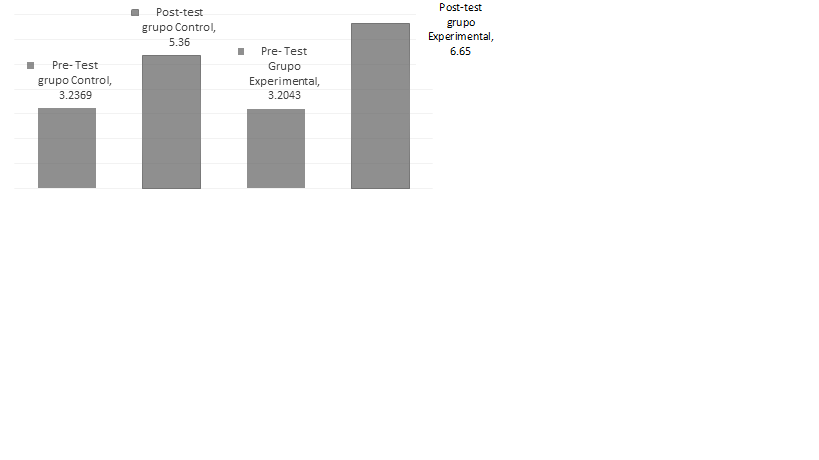 Pre- Test
grupo Control,
3.2369
Post-test
grupo Control,
5.36
Pre- Test
Grupo
Experimental,
3.2043
Post-test
grupo
Experimental,
6.65